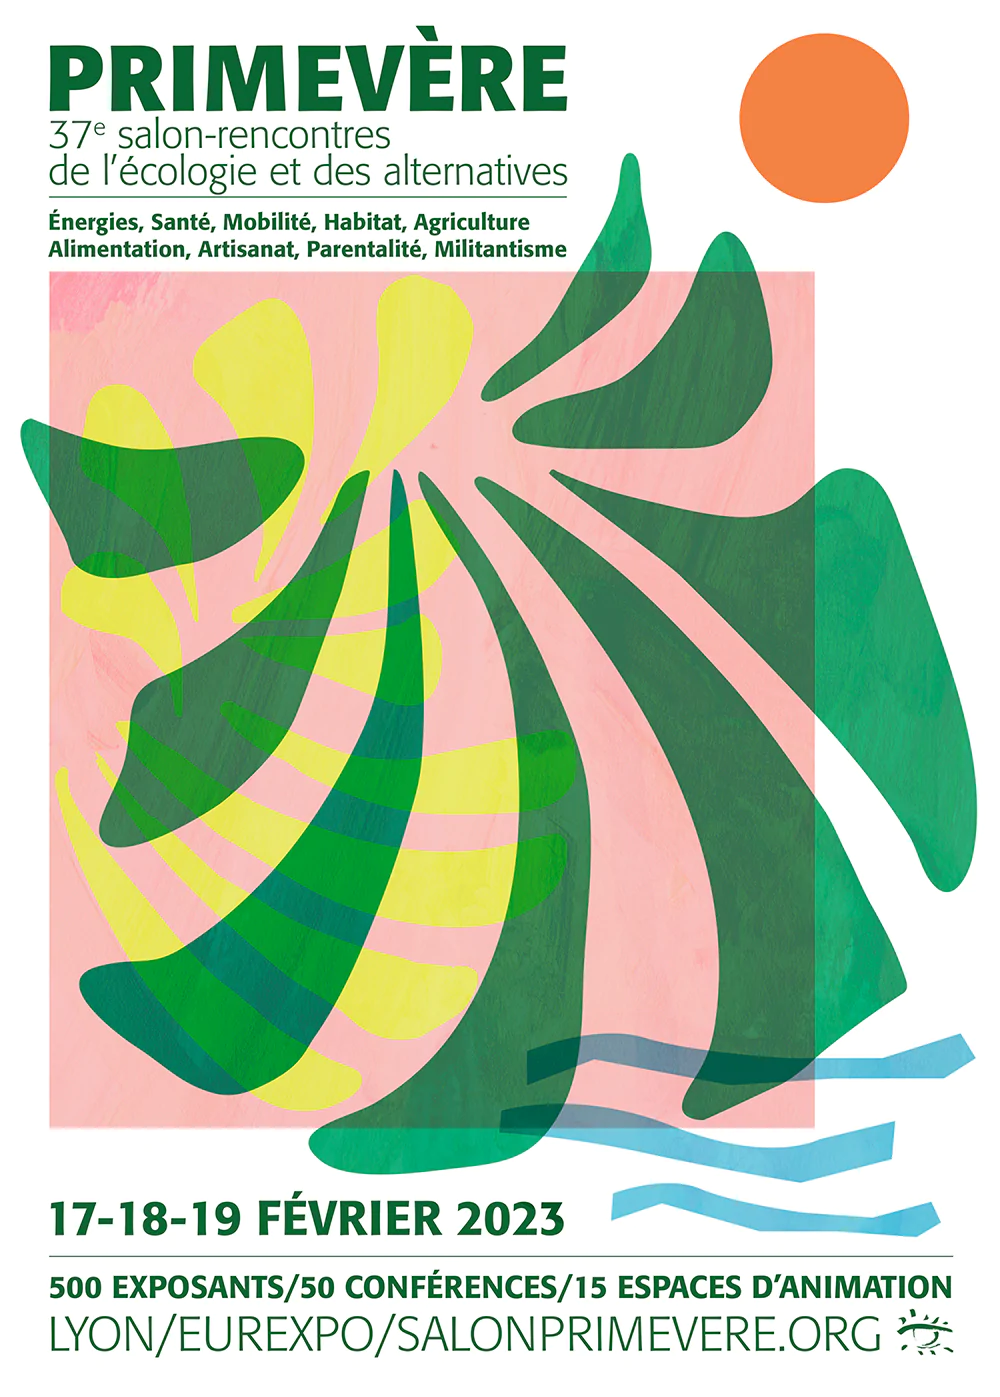 PRIMEVÈRE
37e salon-rencontres
de l'écologie et des alternatives
Énergies, Santé, Mobilité, Habitat, Agriculture
Alimentation, Artisanat, Parentalité, Militantisme
17-18-19 FÉVRIER 2023
500 EXPOSANTS/50 CONFÉRENCES/15 ESPACES D'ANIMATION
LYON/EUREXPO/SALONPRIMEVERE.ORG